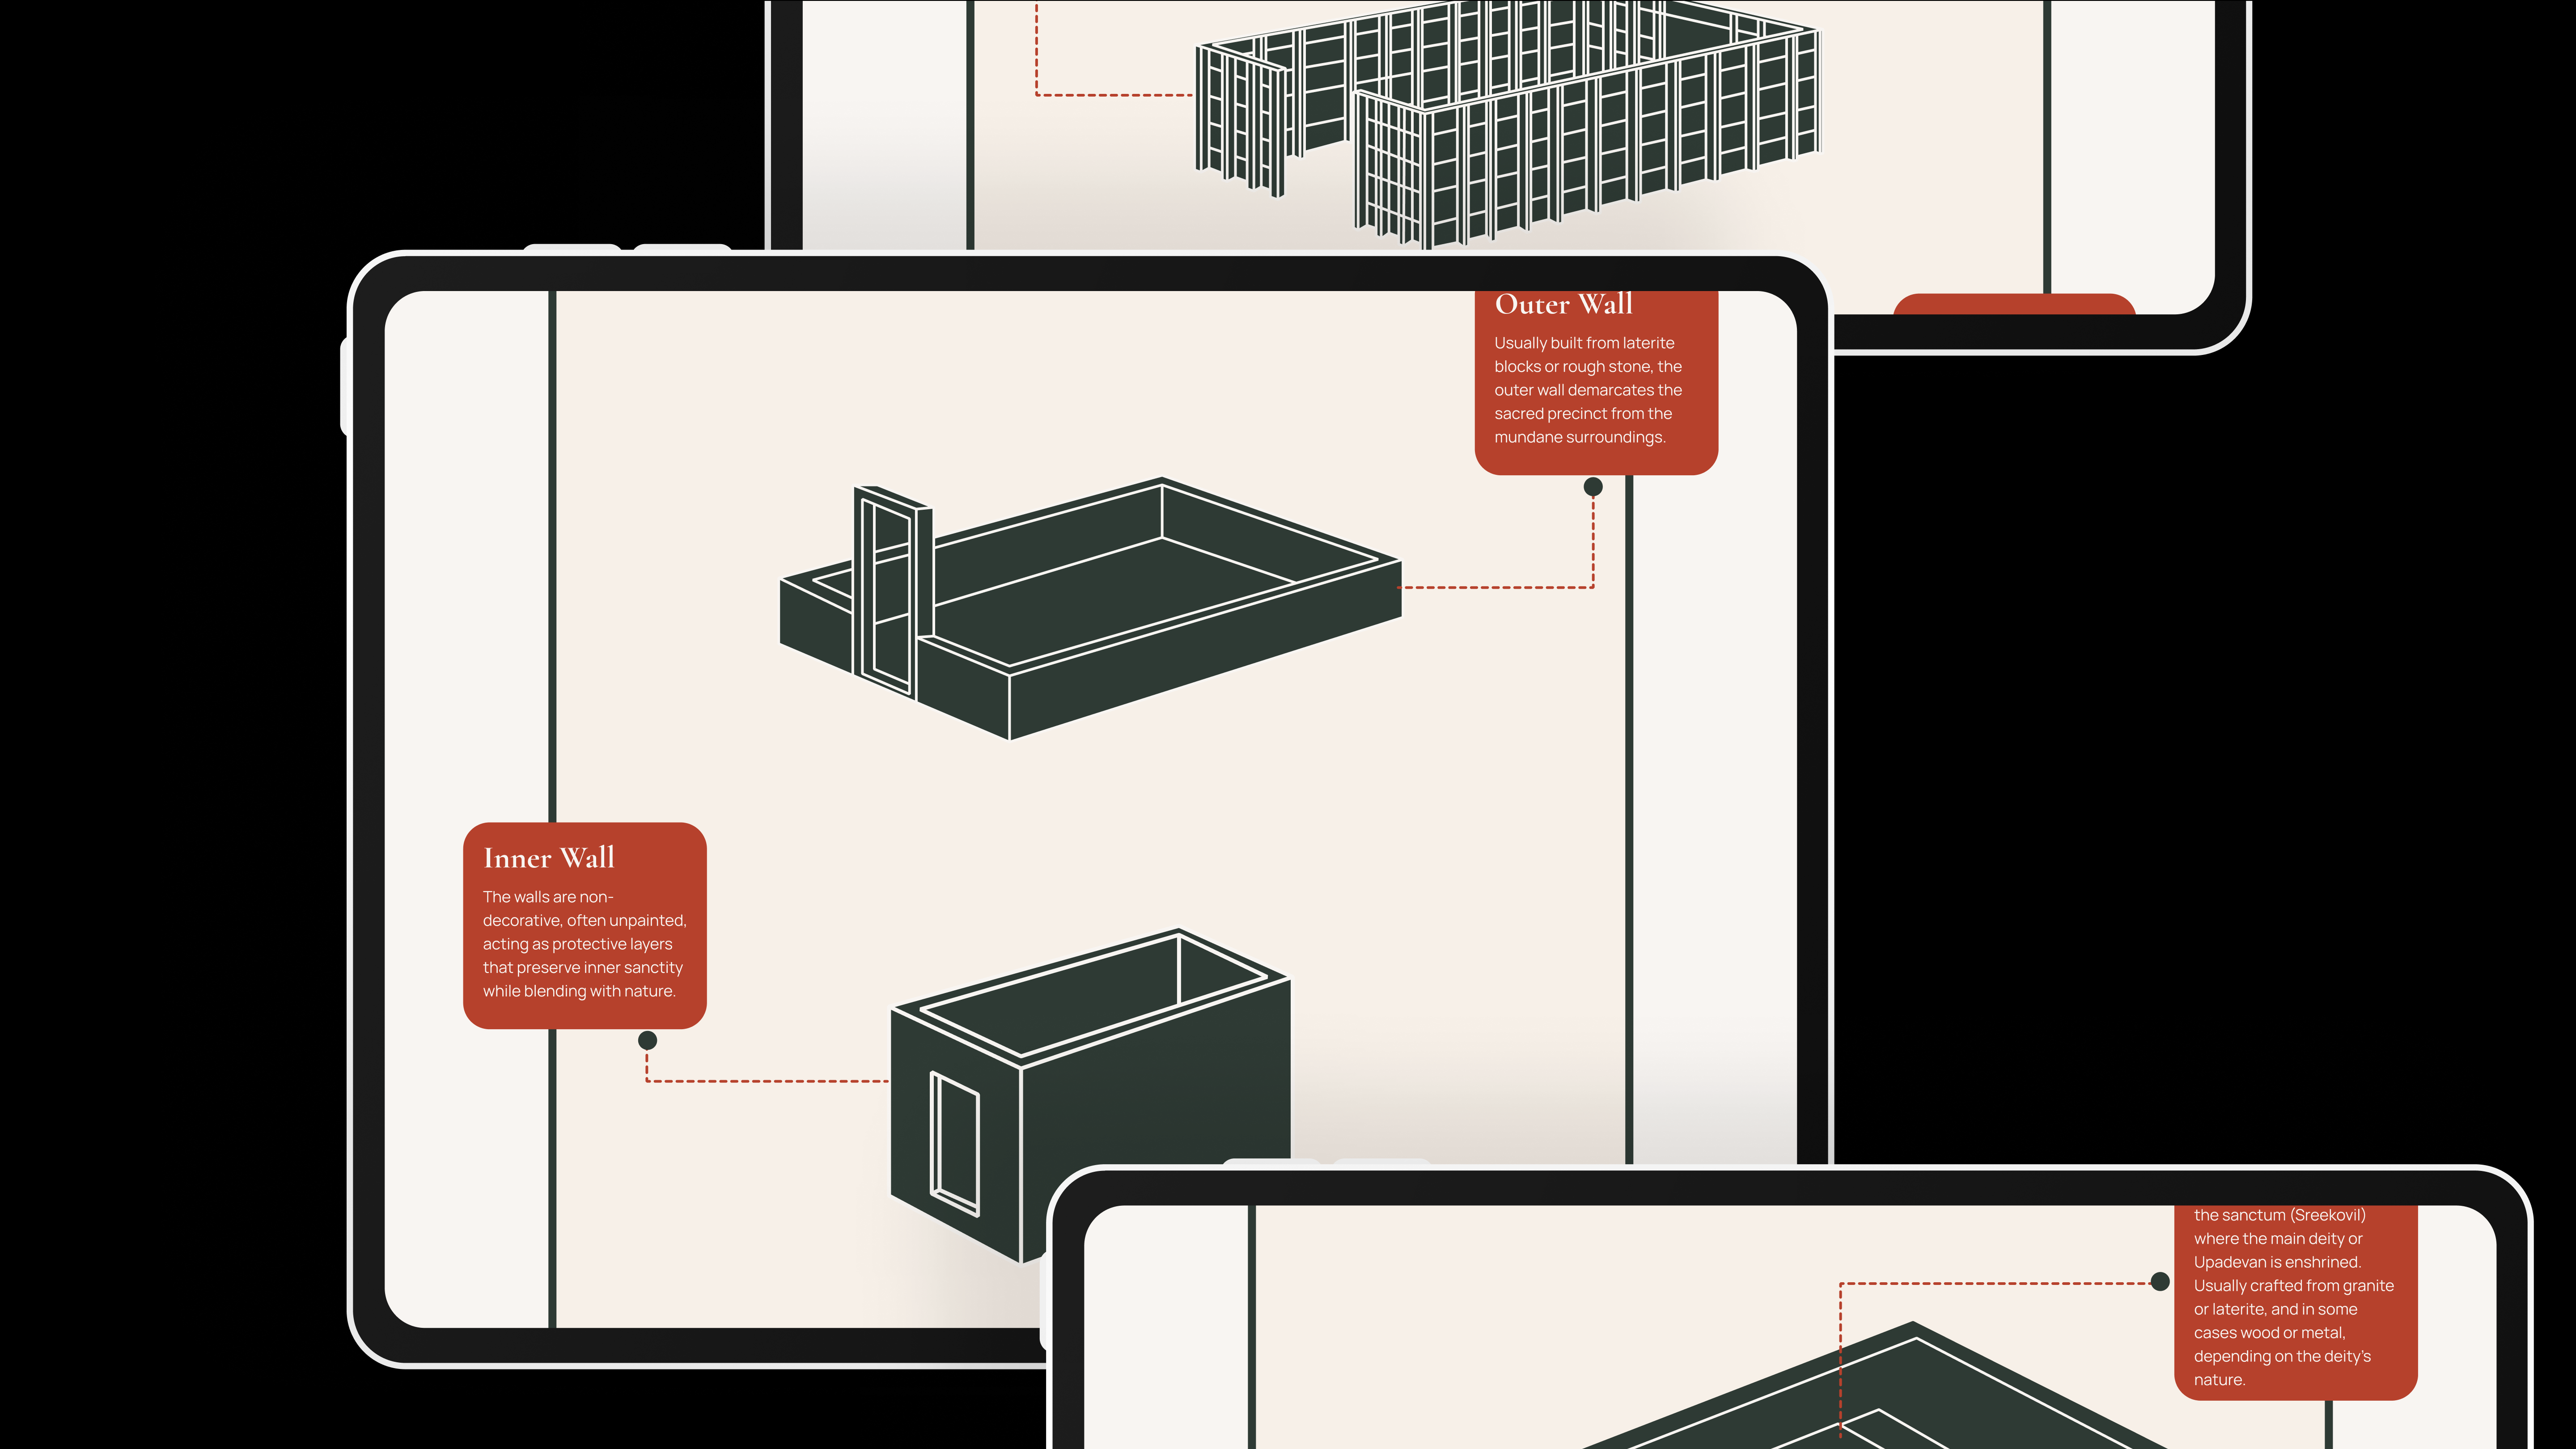 Outer Wall
Usually built from laterite
blocks or rough stone, the
outer wall demarcates the
sacred precinct from the
mundane surroundings.
Inner Wall
The walls are non-
decorative, often unpainted,
acting as protective layers
that preserve inner sanctity
while blending with nature.
the sanctum (Sreekovil)
where the main deity or
Upadevan is enshrined.
Usually crafted from granite
or laterite, and in some
cases wood or metal,
depending on the deity's
nature.